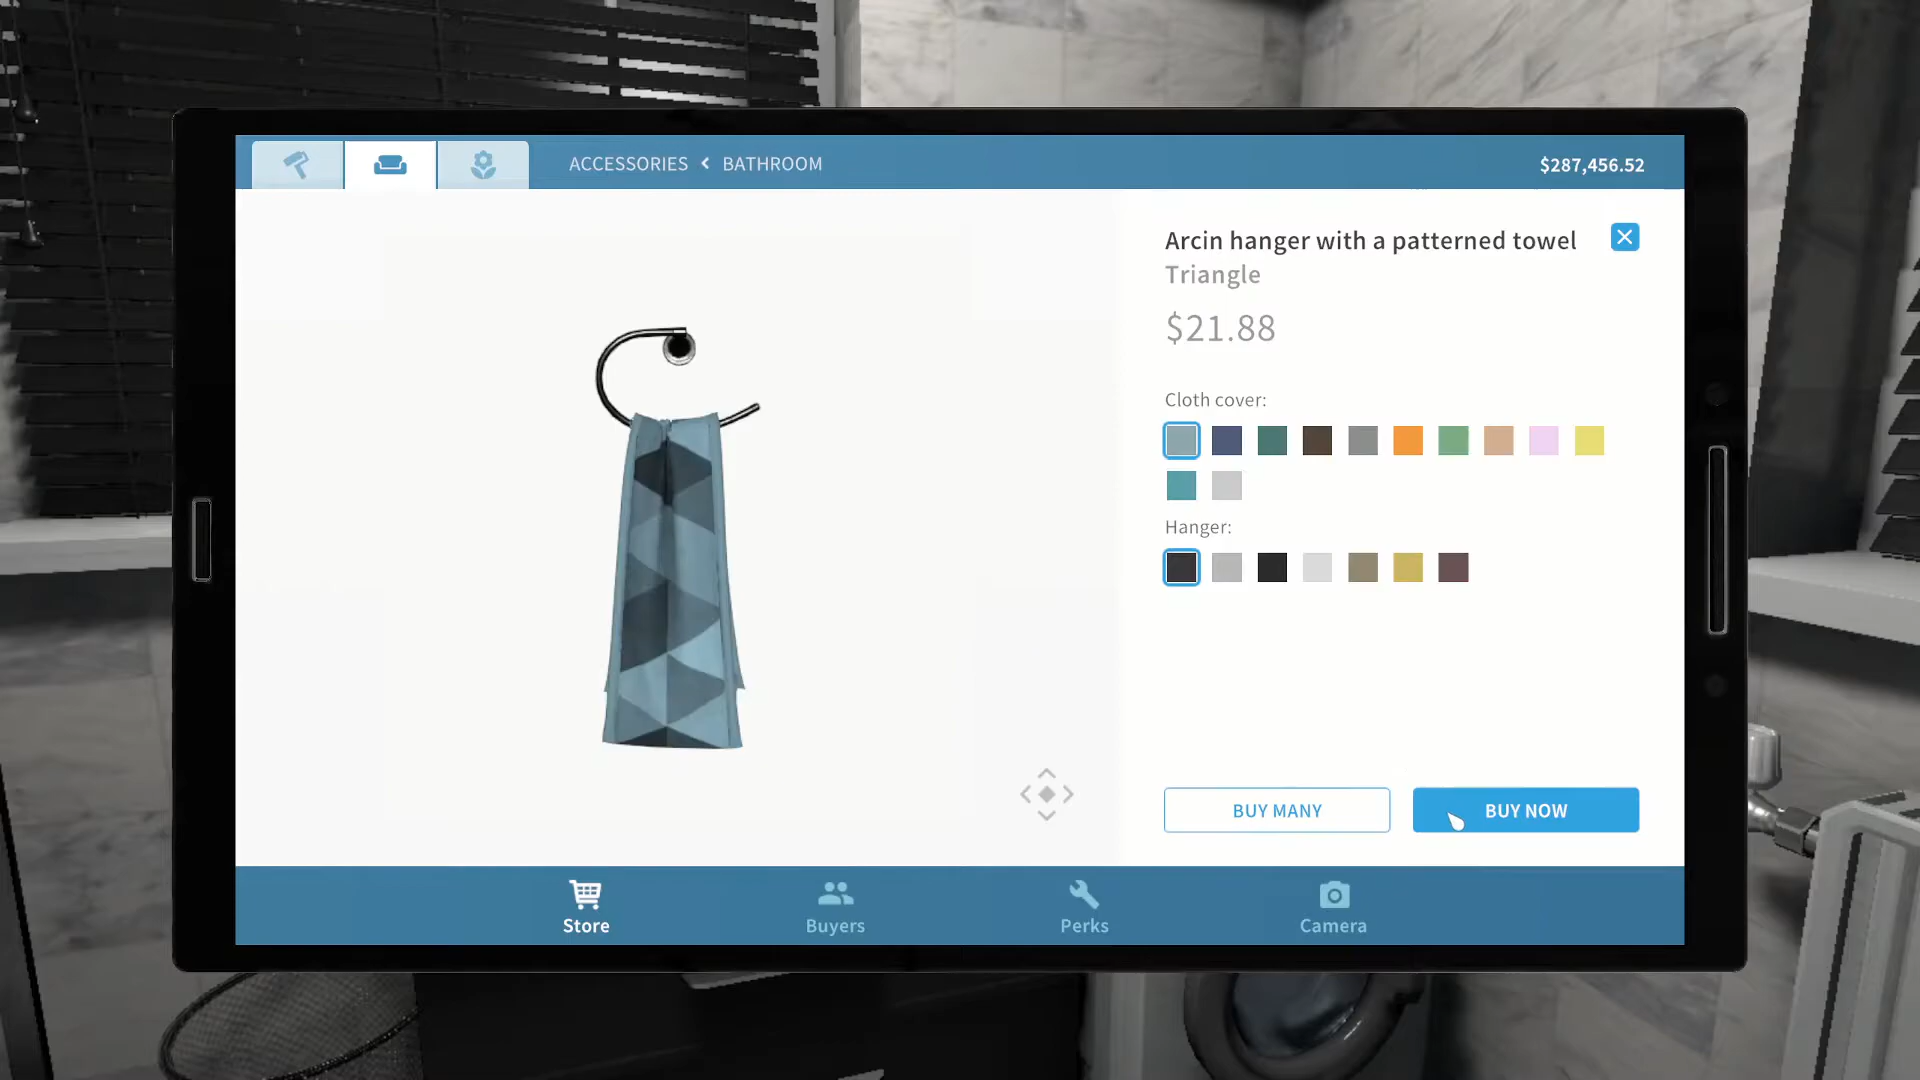 ACCESSORIES < BATHROOM
$287,456.52
Arcin hanger with a patterned towel
Triangle
$21.88
Cloth cover:
Hanger:
BUY MANY
BUY NOW
Store
Buyers
Perks
Camera